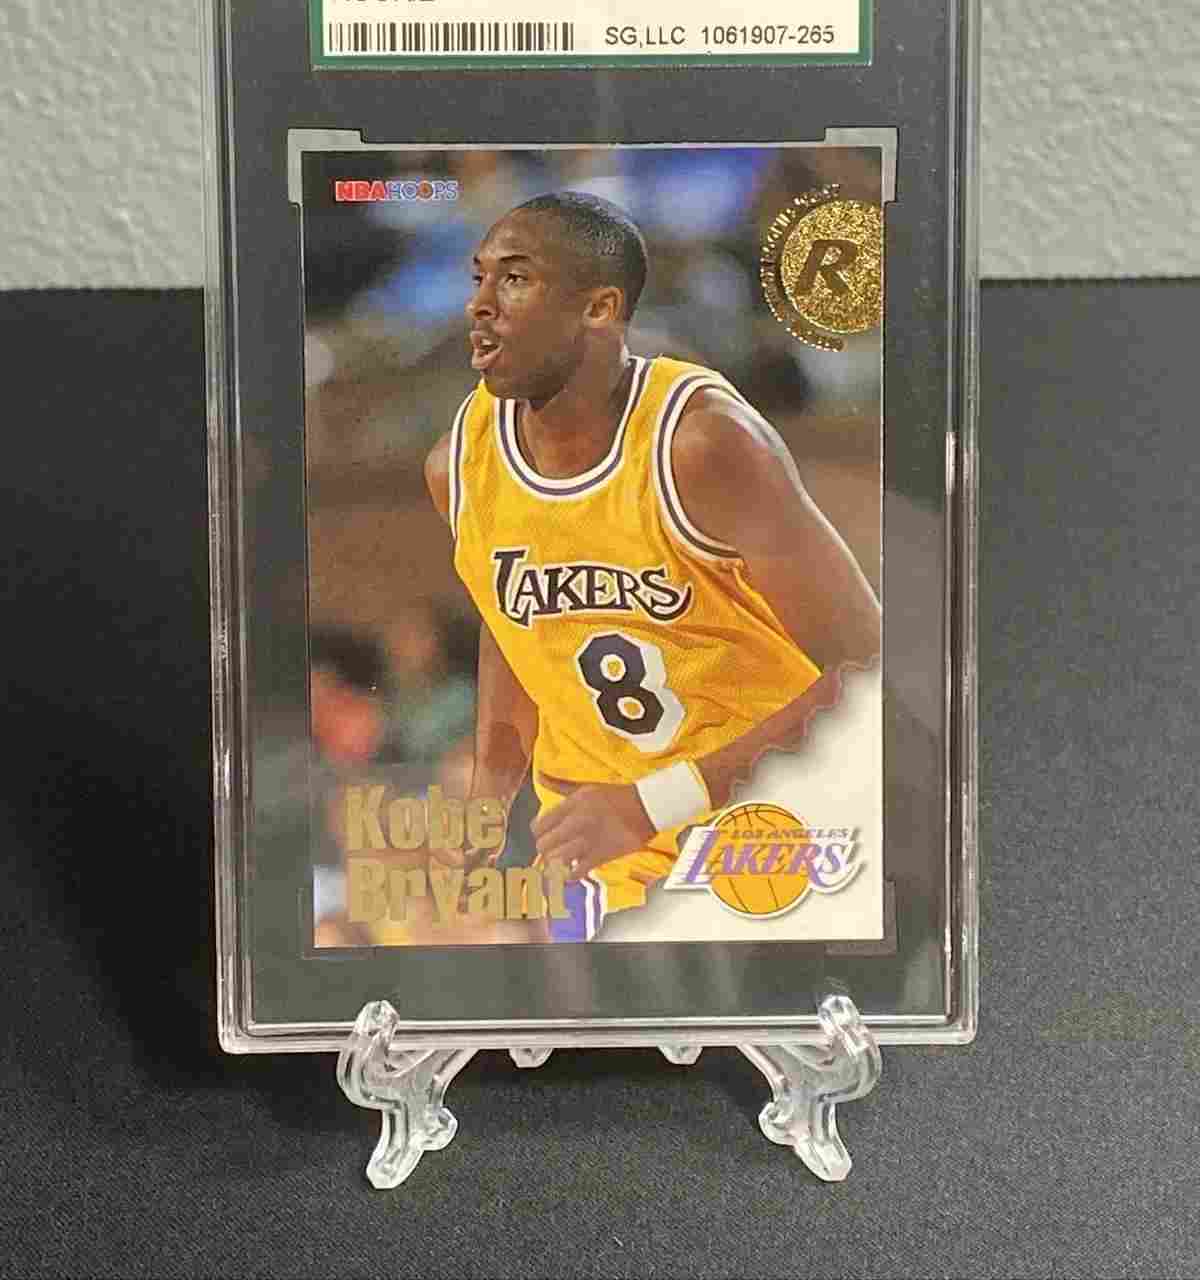 SG,LLC 1061907-265
NBA HOOPS
R
LAKERS
8
Kobe
Bryant
LOS ANGELES
LAKERS